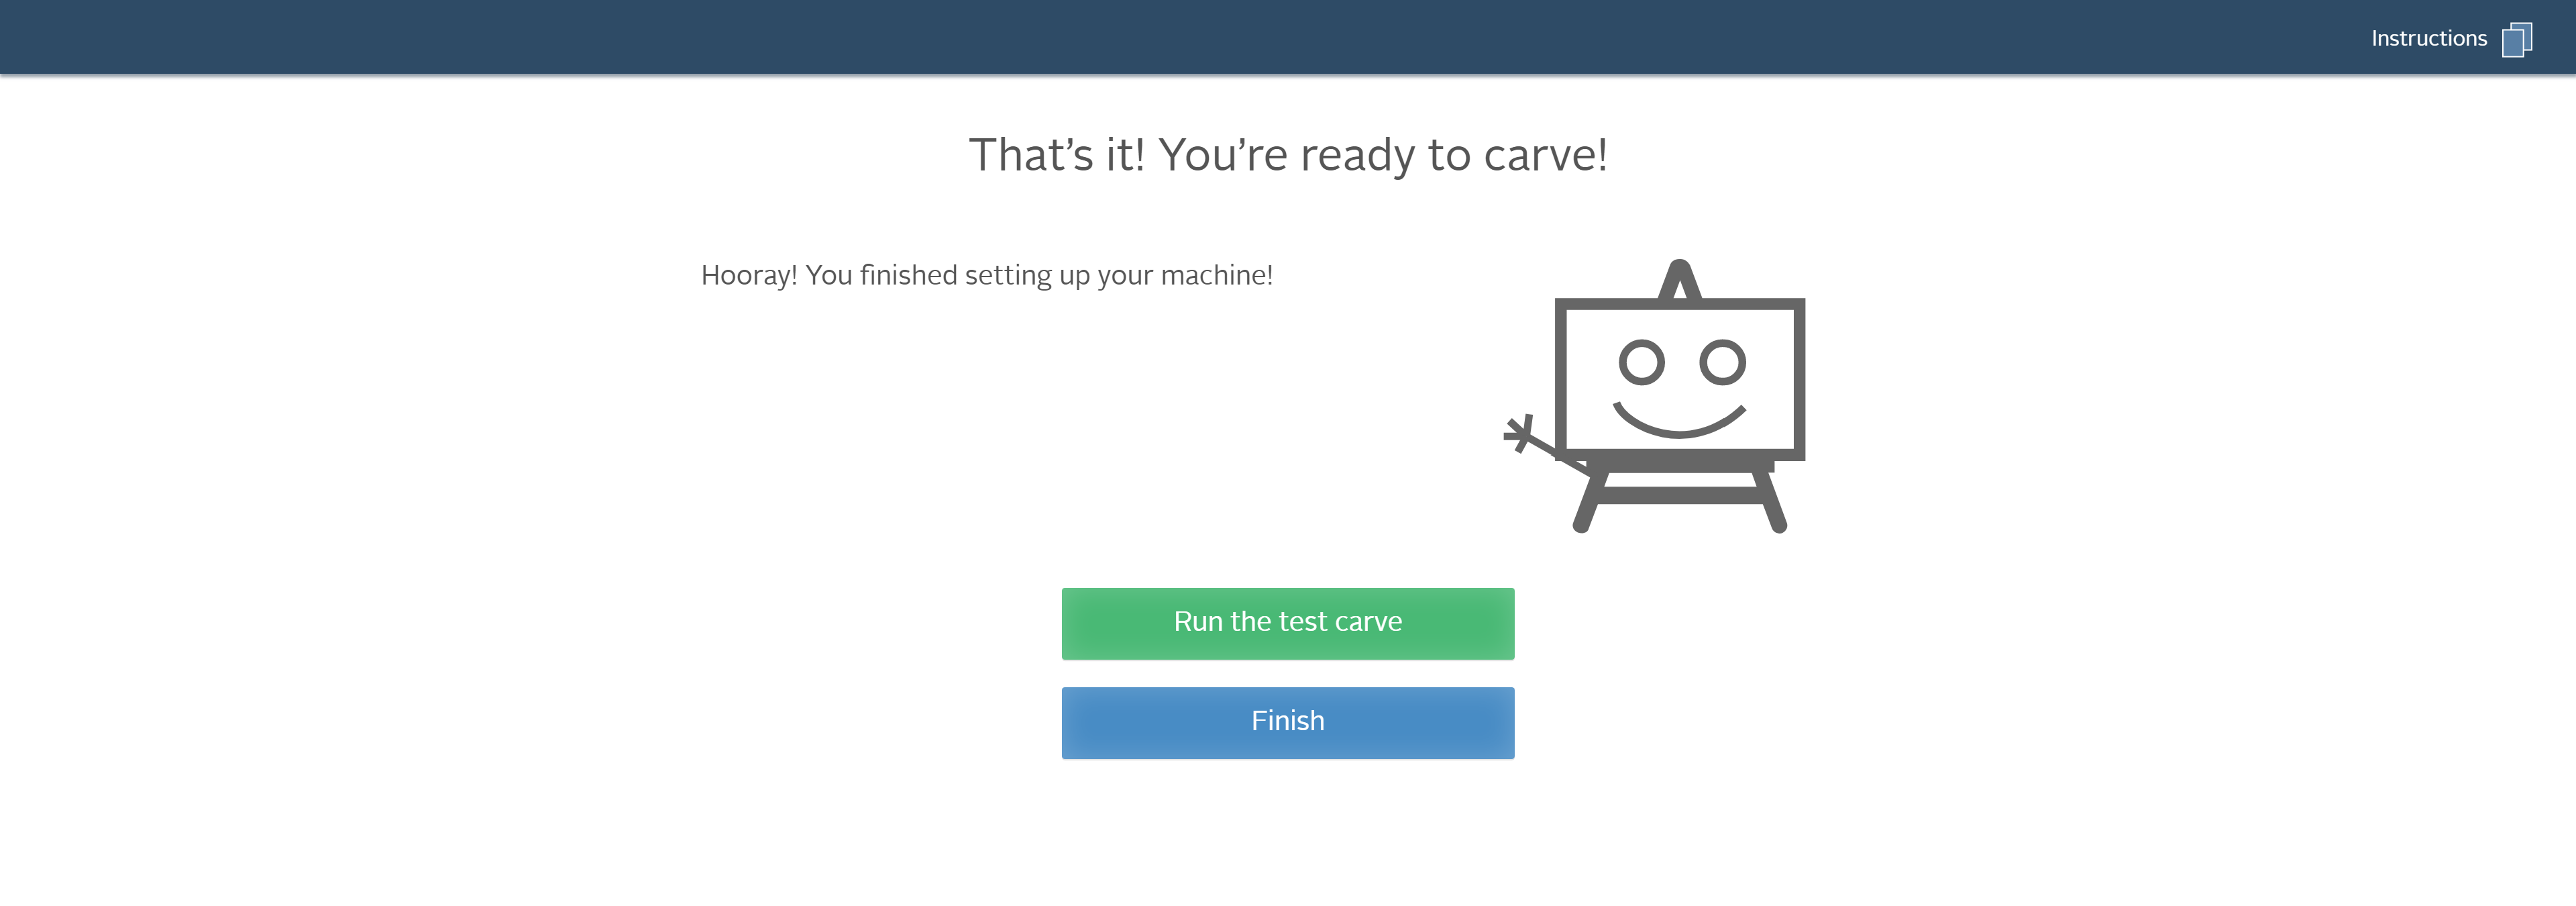 Instructions
That’s it! You’re ready to carve!
Hooray! You finished setting up your machine!
Run the test carve
Finish